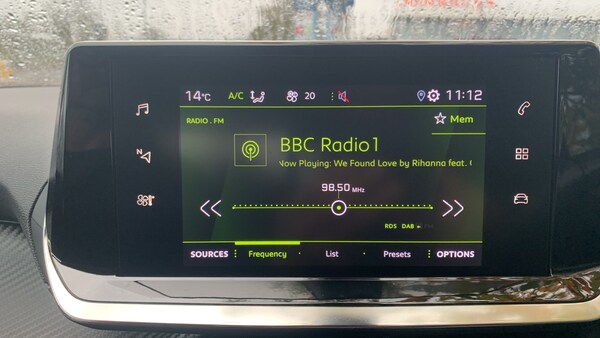 14°C A/C 20 11:12
RADIO . FM
Mem
BBC Radio 1
Now Playing: We Found Love by Rihanna feat.
98.50 MHz
RDS DAB FM
SOURCES Frequency List Presets OPTIONS
N